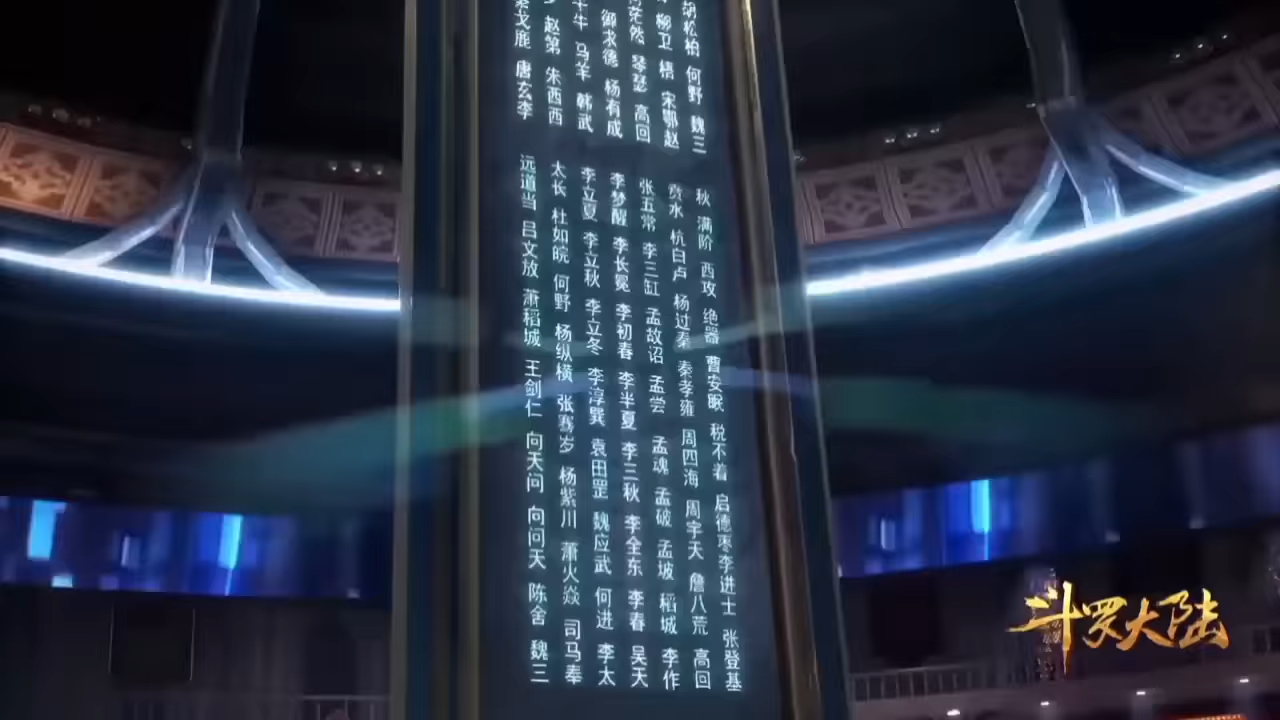 胡松柏 何野 魏三
柳卫 槽 宋鄂赵
茫然 琴瑟 高回
御求德 杨有成
牛 马羊 韩武
赵第 朱西西
戈鹿 唐玄李
秋 满阶 西攻 绝器 曹安眠 税不着 启德枣李进士 张登基
贲水 杭白卢 杨过秦 秦孝雍 周四海 周宇天 詹八荒 高回
张五常 李三缸 孟故诏 孟尝 孟魂 孟破 孟坡 稻城 李作
李梦醒 李长冕 李初春 李半夏 李三秋 李全东 李春 吴天
李立夏 李立秋 李立冬 李淳巽 袁田罡 魏应武 何进 李太
太长 杜如皖 何野 杨纵横 张骞岁 杨紫川 萧火焱 司马奉
远道当 吕文放 萧稻城 王剑仁 向天问 向问天 陈舍 魏三
斗罗大陆